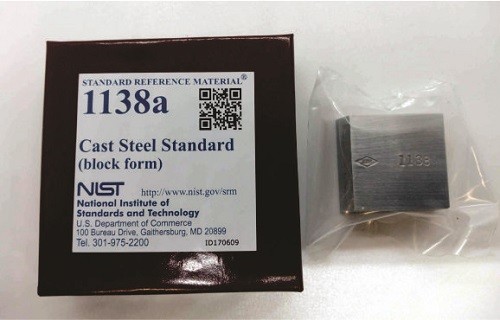 STANDARD REFERENCE MATERIAL®
1138a
Cast Steel Standard
(block form)
NIST http://www.nist.gov/srm
National Institute of
Standards and Technology
U.S. Department of Commerce
100 Bureau Drive, Gaithersburg, MD 20899
Tel. 301-975-2200 ID170609
1138